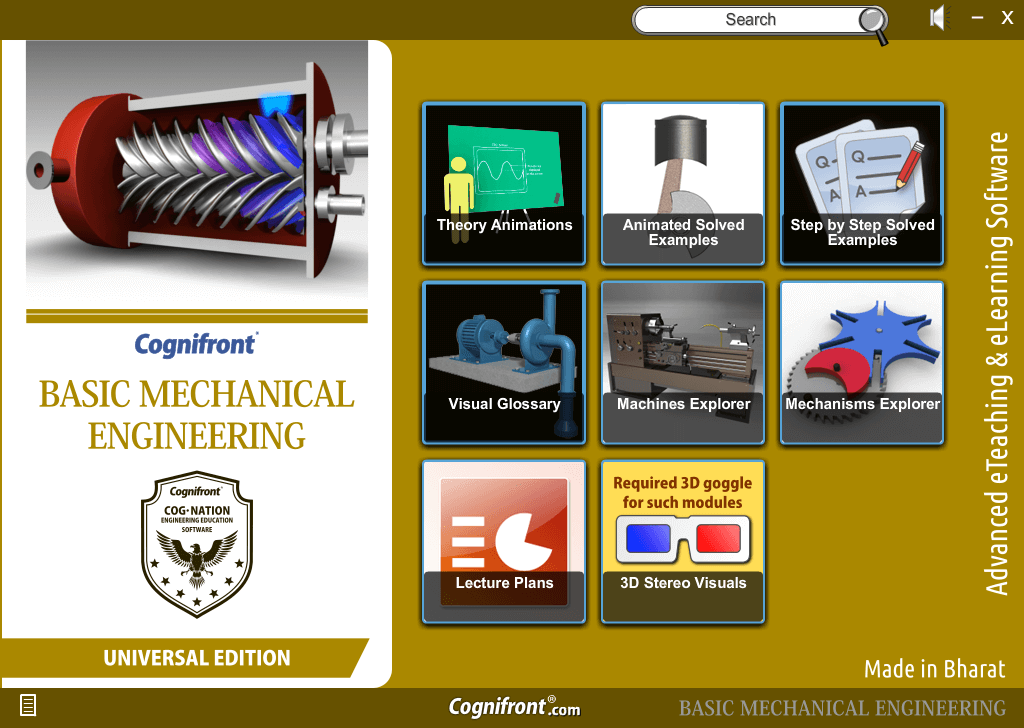 Search
X
Cognifront
BASIC MECHANICAL
ENGINEERING
Cognifront
COG·NATION
ENGINEERING EDUCATION
SOFTWARE
UNIVERSAL EDITION
Theory Animations
Animated Solved
Examples
Q
A
Q
A
Step by Step Solved
Examples
Visual Glossary
Machines Explorer
Mechanisms Explorer
Lecture Plans
Required 3D goggle
for such modules
3D Stereo Visuals
Advanced eTeaching & eLearning Software
Made in Bharat
Cognifront®.com
BASIC MECHANICAL ENGINEERING